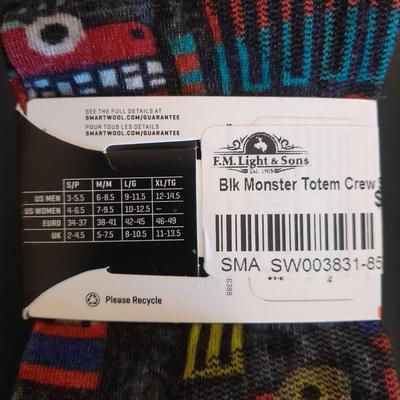 SEE THE FULL DETAILS AT
SMARTWOOL.COM/GUARANTEE
POUR TOUS LES DÉTAILS
SMARTWOOL.COM/GUARANTEE
S/P M/M L/G XL/TG
US MEN 3-5.5 6-8.5 9-11.5 12-14.5
US WOMEN 4-6.5 7-9.5 10-12.5 —
EURO 34-37 38-41 42-45 46-49
UK 2-4.5 5-7.5 8-10.5 11-13.5
Please Recycle
F.M. Light & Sons
Est. 1905
Blk Monster Totem Crew
SMA SW003831-85
6388